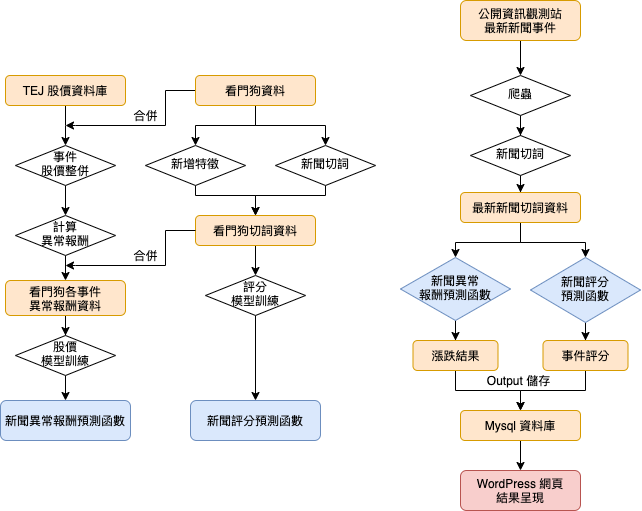 TEJ 股價資料庫
合併
事件
股價整併
計算
異常報酬
合併
看門狗各事件
異常報酬資料
股價
模型訓練
新聞異常報酬預測函數
看門狗資料
新增特徵
新聞切詞
看門狗切詞資料
評分
模型訓練
新聞評分預測函數
公開資訊觀測站
最新新聞事件
爬蟲
新聞切詞
最新新聞切詞資料
新聞異常
報酬預測函數
新聞評分
預測函數
漲跌結果
事件評分
Output 儲存
Mysql 資料庫
WordPress 網頁
結果呈現